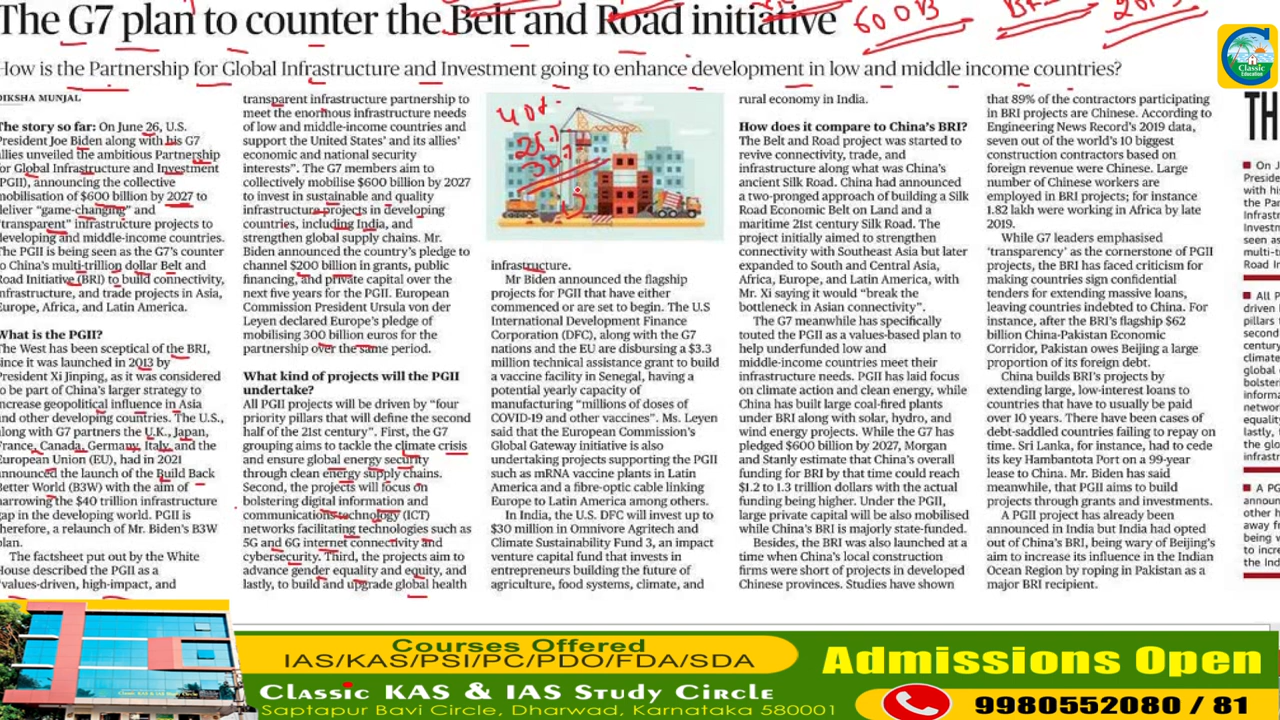 The G7 plan to counter the Belt and Road initiative
600B
How is the Partnership for Global Infrastructure and Investment going to enhance development in low and middle income countries?
DIKSHA MUNJAL
The story so far: On June 26, U.S.
President Joe Biden along with his G7
allies unveiled the ambitious Partnership
for Global Infrastructure and Investment
(PGII), announcing the collective
mobilisation of $600 billion by 2027 to
deliver “game-changing” and
“transparent” infrastructure projects to
developing and middle-income countries.
The PGII is being seen as the G7’s counter
to China’s multi-trillion dollar Belt and
Road Initiative (BRI) to build connectivity,
infrastructure, and trade projects in Asia,
Europe, Africa, and Latin America.
What is the PGII?
The West has been sceptical of the BRI,
since it was launched in 2013 by
President Xi Jinping, as it was considered
to be part of China’s larger strategy to
increase geopolitical influence in Asia
and other developing countries. The U.S.,
along with G7 partners the U.K., Japan,
France, Canada, Germany, Italy, and the
European Union (EU), had in 2021
announced the launch of the Build Back
Better World (B3W) with the aim of
narrowing the $40 trillion infrastructure
gap in the developing world. PGII is
therefore, a relaunch of Mr. Biden’s B3W
plan.
The factsheet put out by the White
House described the PGII as a
“values-driven, high-impact, and
transparent infrastructure partnership to
meet the enormous infrastructure needs
of low and middle-income countries and
support the United States’ and its allies’
economic and national security
interests”. The G7 members aim to
collectively mobilise $600 billion by 2027
to invest in sustainable and quality
infrastructure projects in developing
countries, including India, and
strengthen global supply chains. Mr.
Biden announced the country’s pledge to
channel $200 billion in grants, public
financing, and private capital over the
next five years for the PGII. European
Commission President Ursula von der
Leyen declared Europe’s pledge of
mobilising 300 billion euros for the
partnership over the same period.
What kind of projects will the PGII
undertake?
All PGII projects will be driven by “four
priority pillars that will define the second
half of the 21st century”. First, the G7
grouping aims to tackle the climate crisis
and ensure global energy security
through clean energy supply chains.
Second, the projects will focus on
bolstering digital information and
communications technology (ICT)
networks facilitating technologies such as
5G and 6G internet connectivity and
cybersecurity. Third, the projects aim to
advance gender equality and equity, and
lastly, to build and upgrade global health
infrastructure.
Mr Biden announced the flagship
projects for PGII that have either
commenced or are set to begin. The U.S
International Development Finance
Corporation (DFC), along with the G7
nations and the EU are disbursing a $3.3
million technical assistance grant to build
a vaccine facility in Senegal, having a
potential yearly capacity of
manufacturing “millions of doses of
COVID-19 and other vaccines”. Ms. Leyen
said that the European Commission’s
Global Gateway initiative is also
undertaking projects supporting the PGII
such as mRNA vaccine plants in Latin
America and a fibre-optic cable linking
Europe to Latin America among others.
In India, the U.S. DFC will invest up to
$30 million in Omnivore Agritech and
Climate Sustainability Fund 3, an impact
venture capital fund that invests in
entrepreneurs building the future of
agriculture, food systems, climate, and
rural economy in India.
How does it compare to China’s BRI?
The Belt and Road project was started to
revive connectivity, trade, and
infrastructure along what was China’s
ancient Silk Road. China had announced
a two-pronged approach of building a Silk
Road Economic Belt on Land and a
maritime 21st century Silk Road. The
project initially aimed to strengthen
connectivity with Southeast Asia but later
expanded to South and Central Asia,
Africa, Europe, and Latin America, with
Mr. Xi saying it would “break the
bottleneck in Asian connectivity”.
The G7 meanwhile has specifically
touted the PGII as a values-based plan to
help underfunded low and
middle-income countries meet their
infrastructure needs. PGII has laid focus
on climate action and clean energy, while
China has built large coal-fired plants
under BRI along with solar, hydro, and
wind energy projects. While the G7 has
pledged $600 billion by 2027, Morgan
and Stanly estimate that China’s overall
funding for BRI by that time could reach
$1.2 to 1.3 trillion dollars with the actual
funding being higher. Under the PGII,
large private capital will be also mobilised
while China’s BRI is majorly state-funded.
Besides, the BRI was also launched at a
time when China’s local construction
firms were short of projects in developed
Chinese provinces. Studies have shown
that 89% of the contractors participating
in BRI projects are Chinese. According to
Engineering News Record’s 2019 data,
seven out of the world’s 10 biggest
construction contractors based on
foreign revenue were Chinese. Large
number of Chinese workers are
employed in BRI projects; for instance
1.82 lakh were working in Africa by late
2019.
While G7 leaders emphasised
‘transparency’ as the cornerstone of PGII
projects, the BRI has faced criticism for
making countries sign confidential
tenders for extending massive loans,
leaving countries indebted to China. For
instance, after the BRI’s flagship $62
billion China-Pakistan Economic
Corridor, Pakistan owes Beijing a large
proportion of its foreign debt.
China builds BRI’s projects by
extending large, low-interest loans to
countries that have to usually be paid
over 10 years. There have been cases of
debt-saddled countries failing to repay on
time. Sri Lanka, for instance, had to cede
its key Hambantota Port on a 99-year
lease to China. Mr. Biden has said
meanwhile, that PGII aims to build
projects through grants and investments.
A PGII project has already been
announced in India but India had opted
out of China’s BRI, being wary of Beijing’s
aim to increase its influence in the Indian
Ocean Region by roping in Pakistan as a
major BRI recipient.
Classic
Education
TH
On J
Preside
with his
the Par
Infrast
Investm
seen as
multi-tr
Road In
All P
driven b
pillars t
second
century
climate
global e
bolster
informa
networ
equality
lastly, t
the glo
infrastr
A PG
announ
other h
away f
being w
to incre
the Ind
Courses Offered
IAS/KAS/PSI/PC/PDO/FDA/SDA
Classic KAS & IAS Study Circle
Saptapur Bavi Circle, Dharwad, Karnataka 580001
Admissions Open
9980552080 / 81